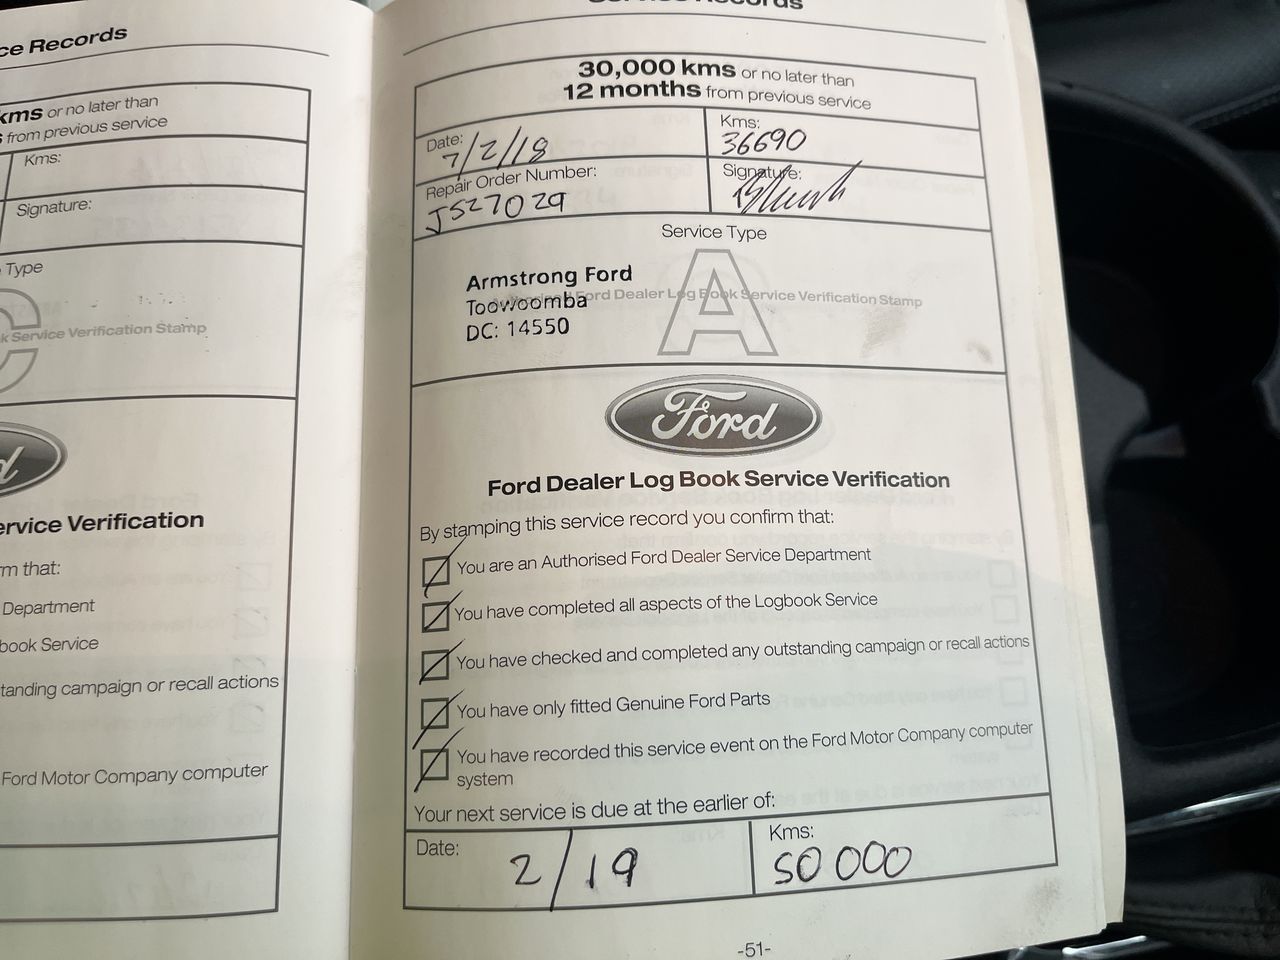 ce Records
kms or no later than
from previous service
Kms:
Signature:
Type
C
k Service Verification Stamp
ervice Verification
rm that:
Department
book Service
tanding campaign or recall actions
Ford Motor Company computer
Records
30,000 kms or no later than
12 months from previous service
Date:
7/2/18
Kms:
36690
Repair Order Number:
JS27029
Signature:
Service Type
A
Authorised Ford Dealer Log Book Service Verification Stamp
Armstrong Ford
Toowoomba
DC: 14550
Ford
Ford Dealer Log Book Service Verification
By stamping this service record you confirm that:
You are an Authorised Ford Dealer Service Department
You have completed all aspects of the Logbook Service
You have checked and completed any outstanding campaign or recall actions
You have only fitted Genuine Ford Parts
You have recorded this service event on the Ford Motor Company computer
system
Your next service is due at the earlier of:
Date:
2/19
Kms:
50 000
-51-